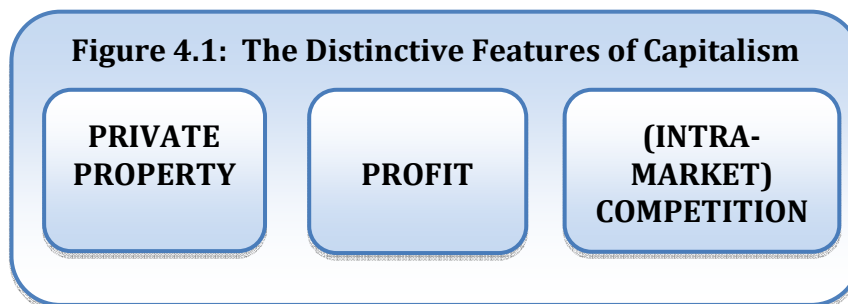 Figure 4.1:  The Distinctive Features of Capitalism
PRIVATE
PROPERTY
PROFIT
(INTRA-
MARKET)
COMPETITION